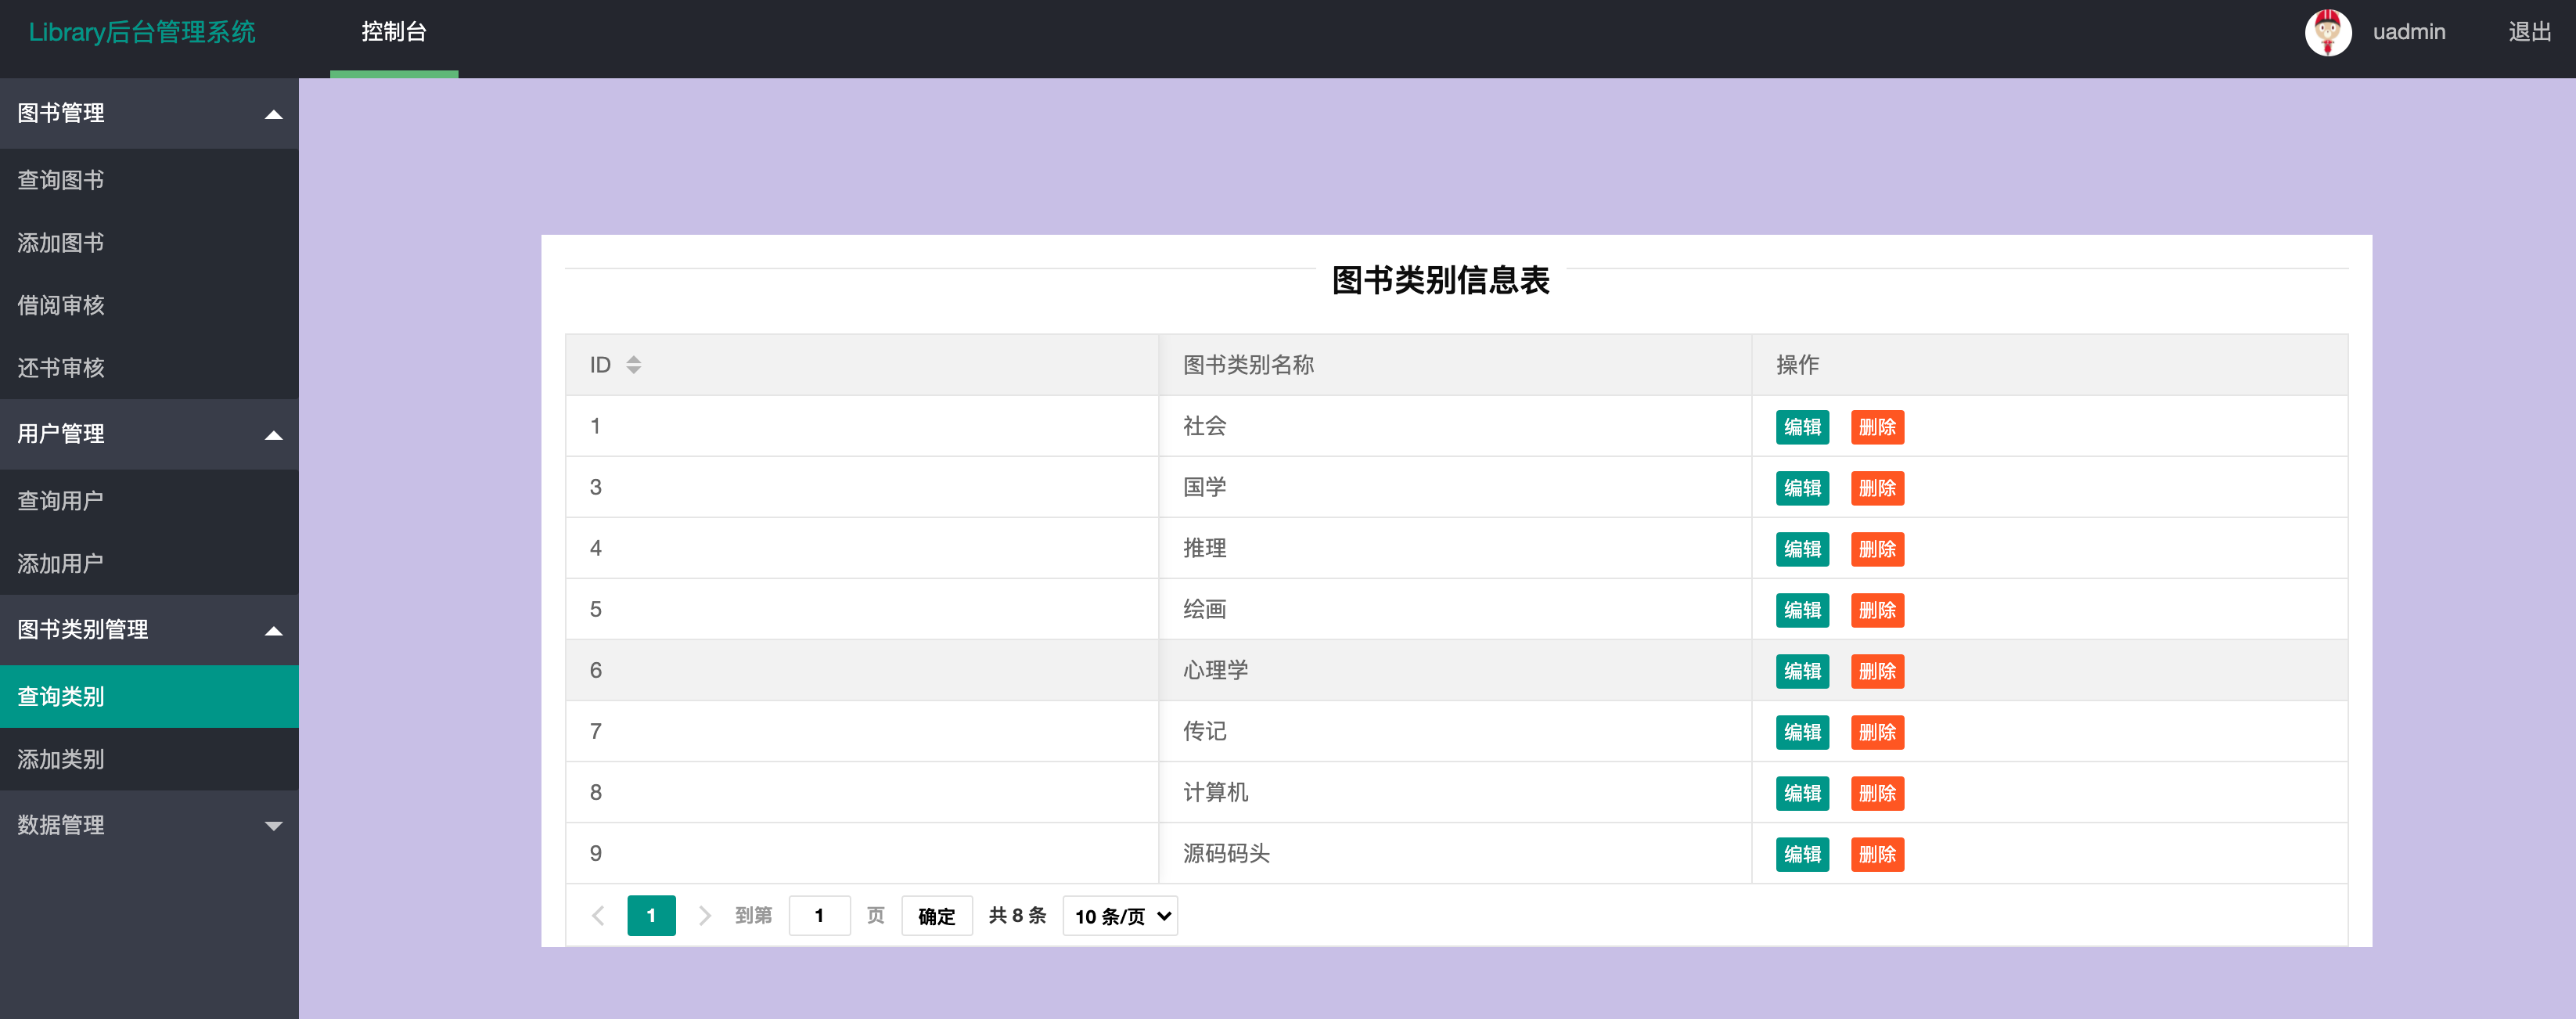 Library后台管理系统 控制台 uadmin 退出
图书管理
查询图书
添加图书
借阅审核
还书审核
用户管理
查询用户
添加用户
图书类别管理
查询类别
添加类别
数据管理
图书类别信息表
ID 图书类别名称 操作
1 社会 编辑 删除
3 国学 编辑 删除
4 推理 编辑 删除
5 绘画 编辑 删除
6 心理学 编辑 删除
7 传记 编辑 删除
8 计算机 编辑 删除
9 源码码头 编辑 删除
1 到第 1 页 确定 共 8 条 10 条/页